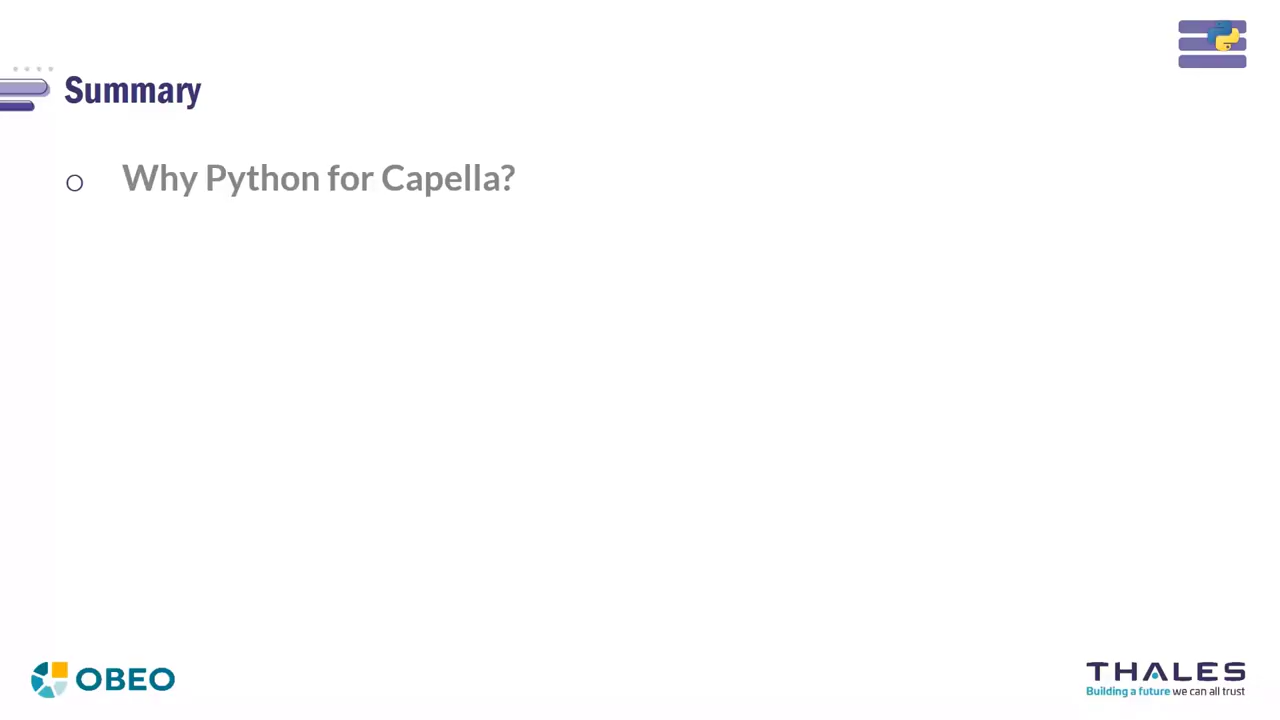 Summary
o Why Python for Capella?
OBEO
THALES
Building a future we can all trust